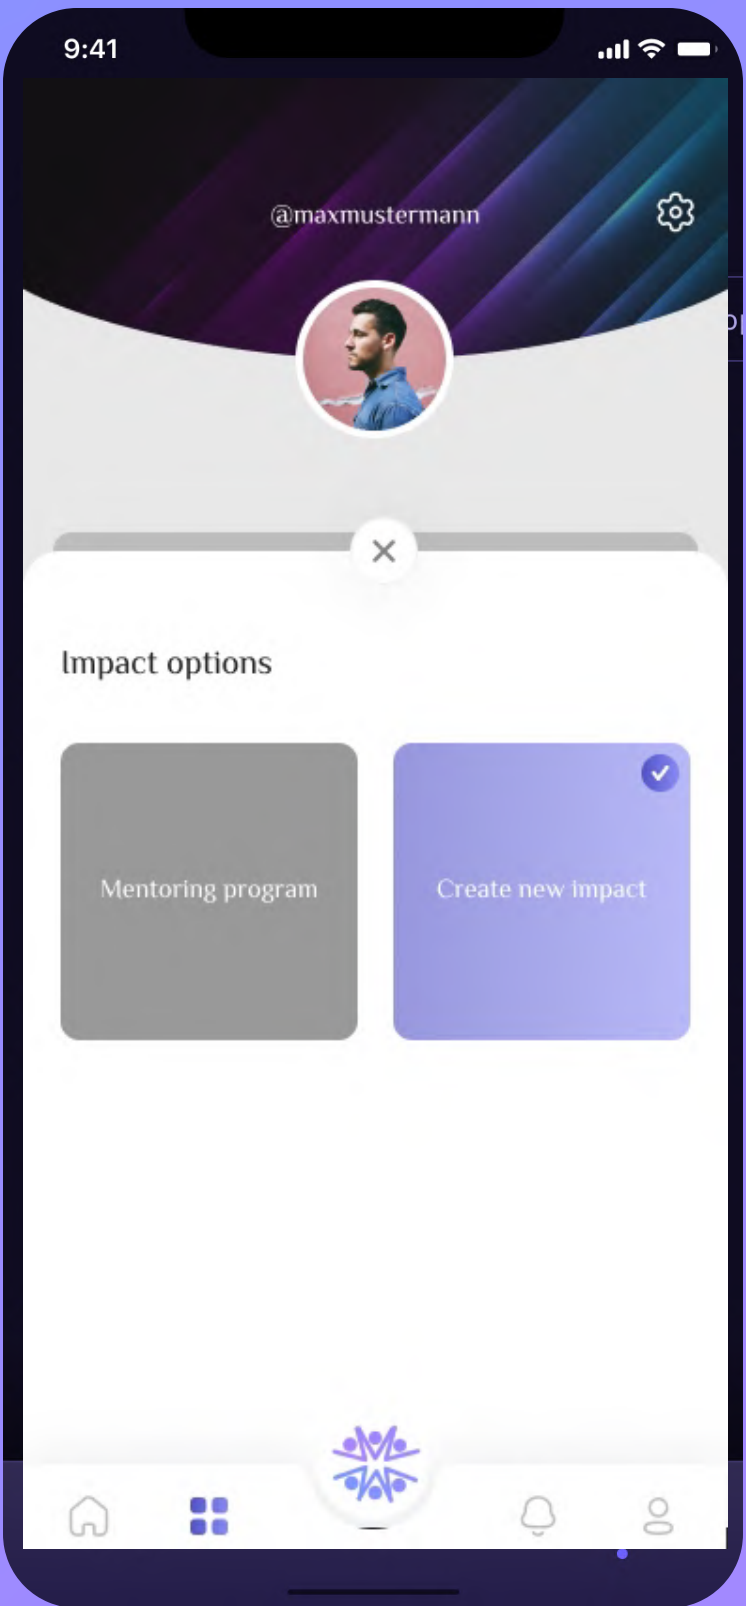 9:41
@maxmustermann
Impact options
Mentoring program
Create new impact